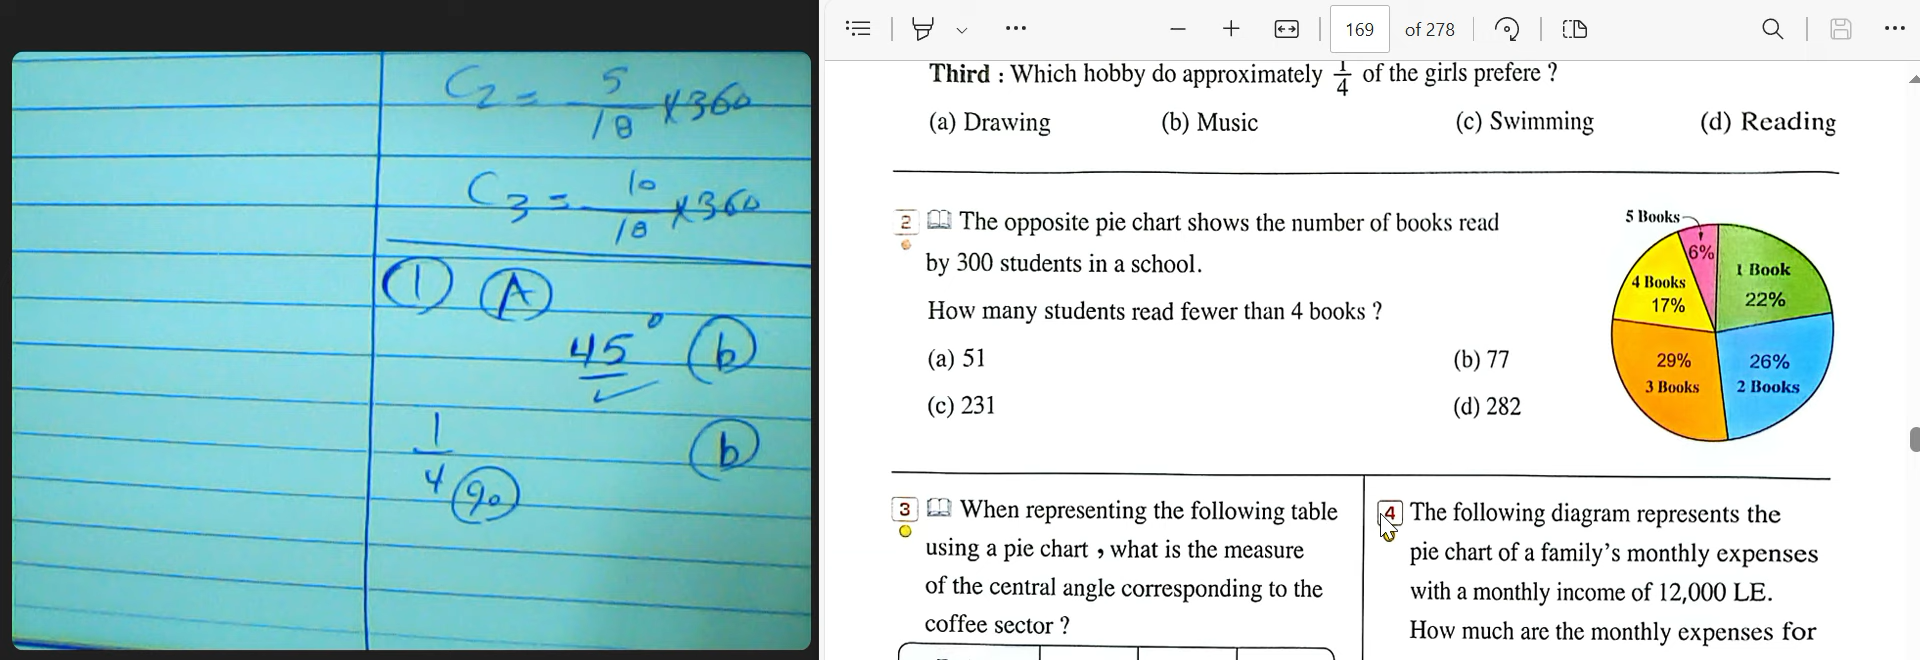 C2 = 5/18 × 360
C3 = 10/18 × 360
1 A
45° b
1/4 90 b
169 of 278
Third : Which hobby do approximately 1/4 of the girls prefere ?
(a) Drawing (b) Music (c) Swimming (d) Reading
2 The opposite pie chart shows the number of books read
by 300 students in a school.
How many students read fewer than 4 books ?
(a) 51 (b) 77
(c) 231 (d) 282
5 Books
6%
1 Book
22%
4 Books
17%
29%
3 Books
26%
2 Books
3 When representing the following table
using a pie chart , what is the measure
of the central angle corresponding to the
coffee sector ?
4 The following diagram represents the
pie chart of a family's monthly expenses
with a monthly income of 12,000 LE.
How much are the monthly expenses for